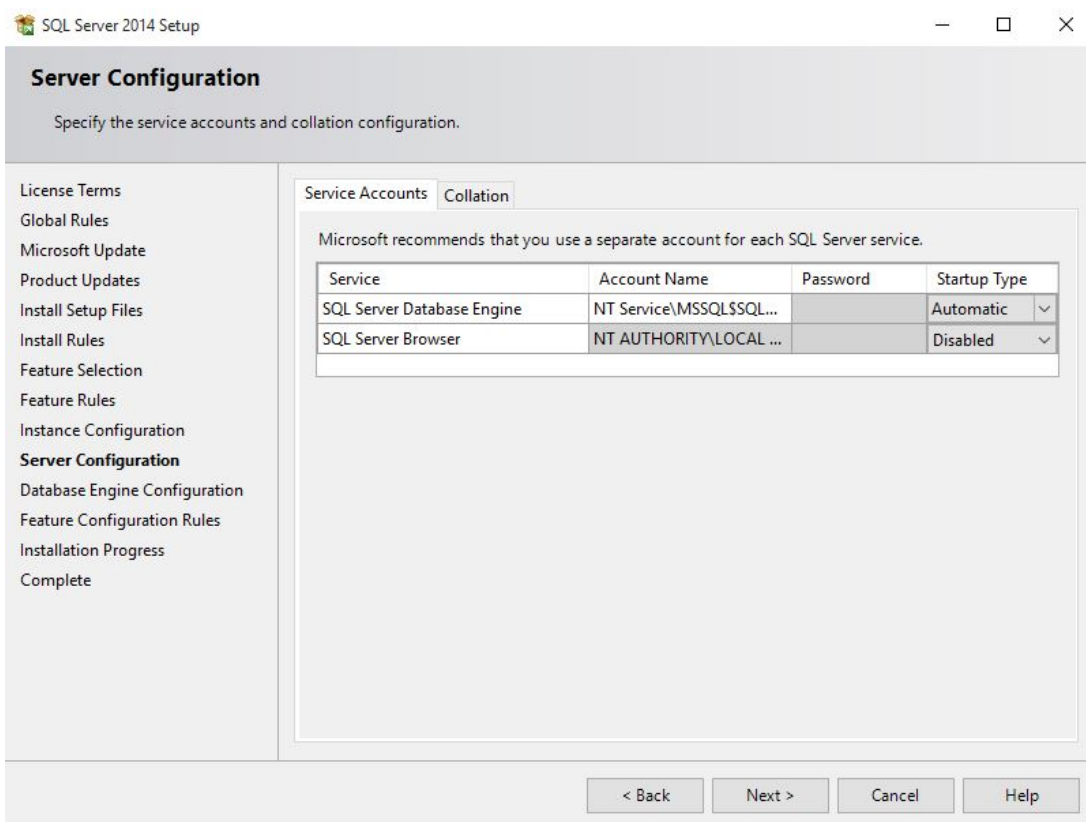 SQL Server 2014 Setup
Server Configuration
Specify the service accounts and collation configuration.
License Terms
Global Rules
Microsoft Update
Product Updates
Install Setup Files
Install Rules
Feature Selection
Feature Rules
Instance Configuration
Server Configuration
Database Engine Configuration
Feature Configuration Rules
Installation Progress
Complete
Service Accounts Collation
Microsoft recommends that you use a separate account for each SQL Server service.
Service Account Name Password Startup Type
SQL Server Database Engine NT Service\MSSQL$SQL... Automatic
SQL Server Browser NT AUTHORITY\LOCAL ... Disabled
< Back Next > Cancel Help